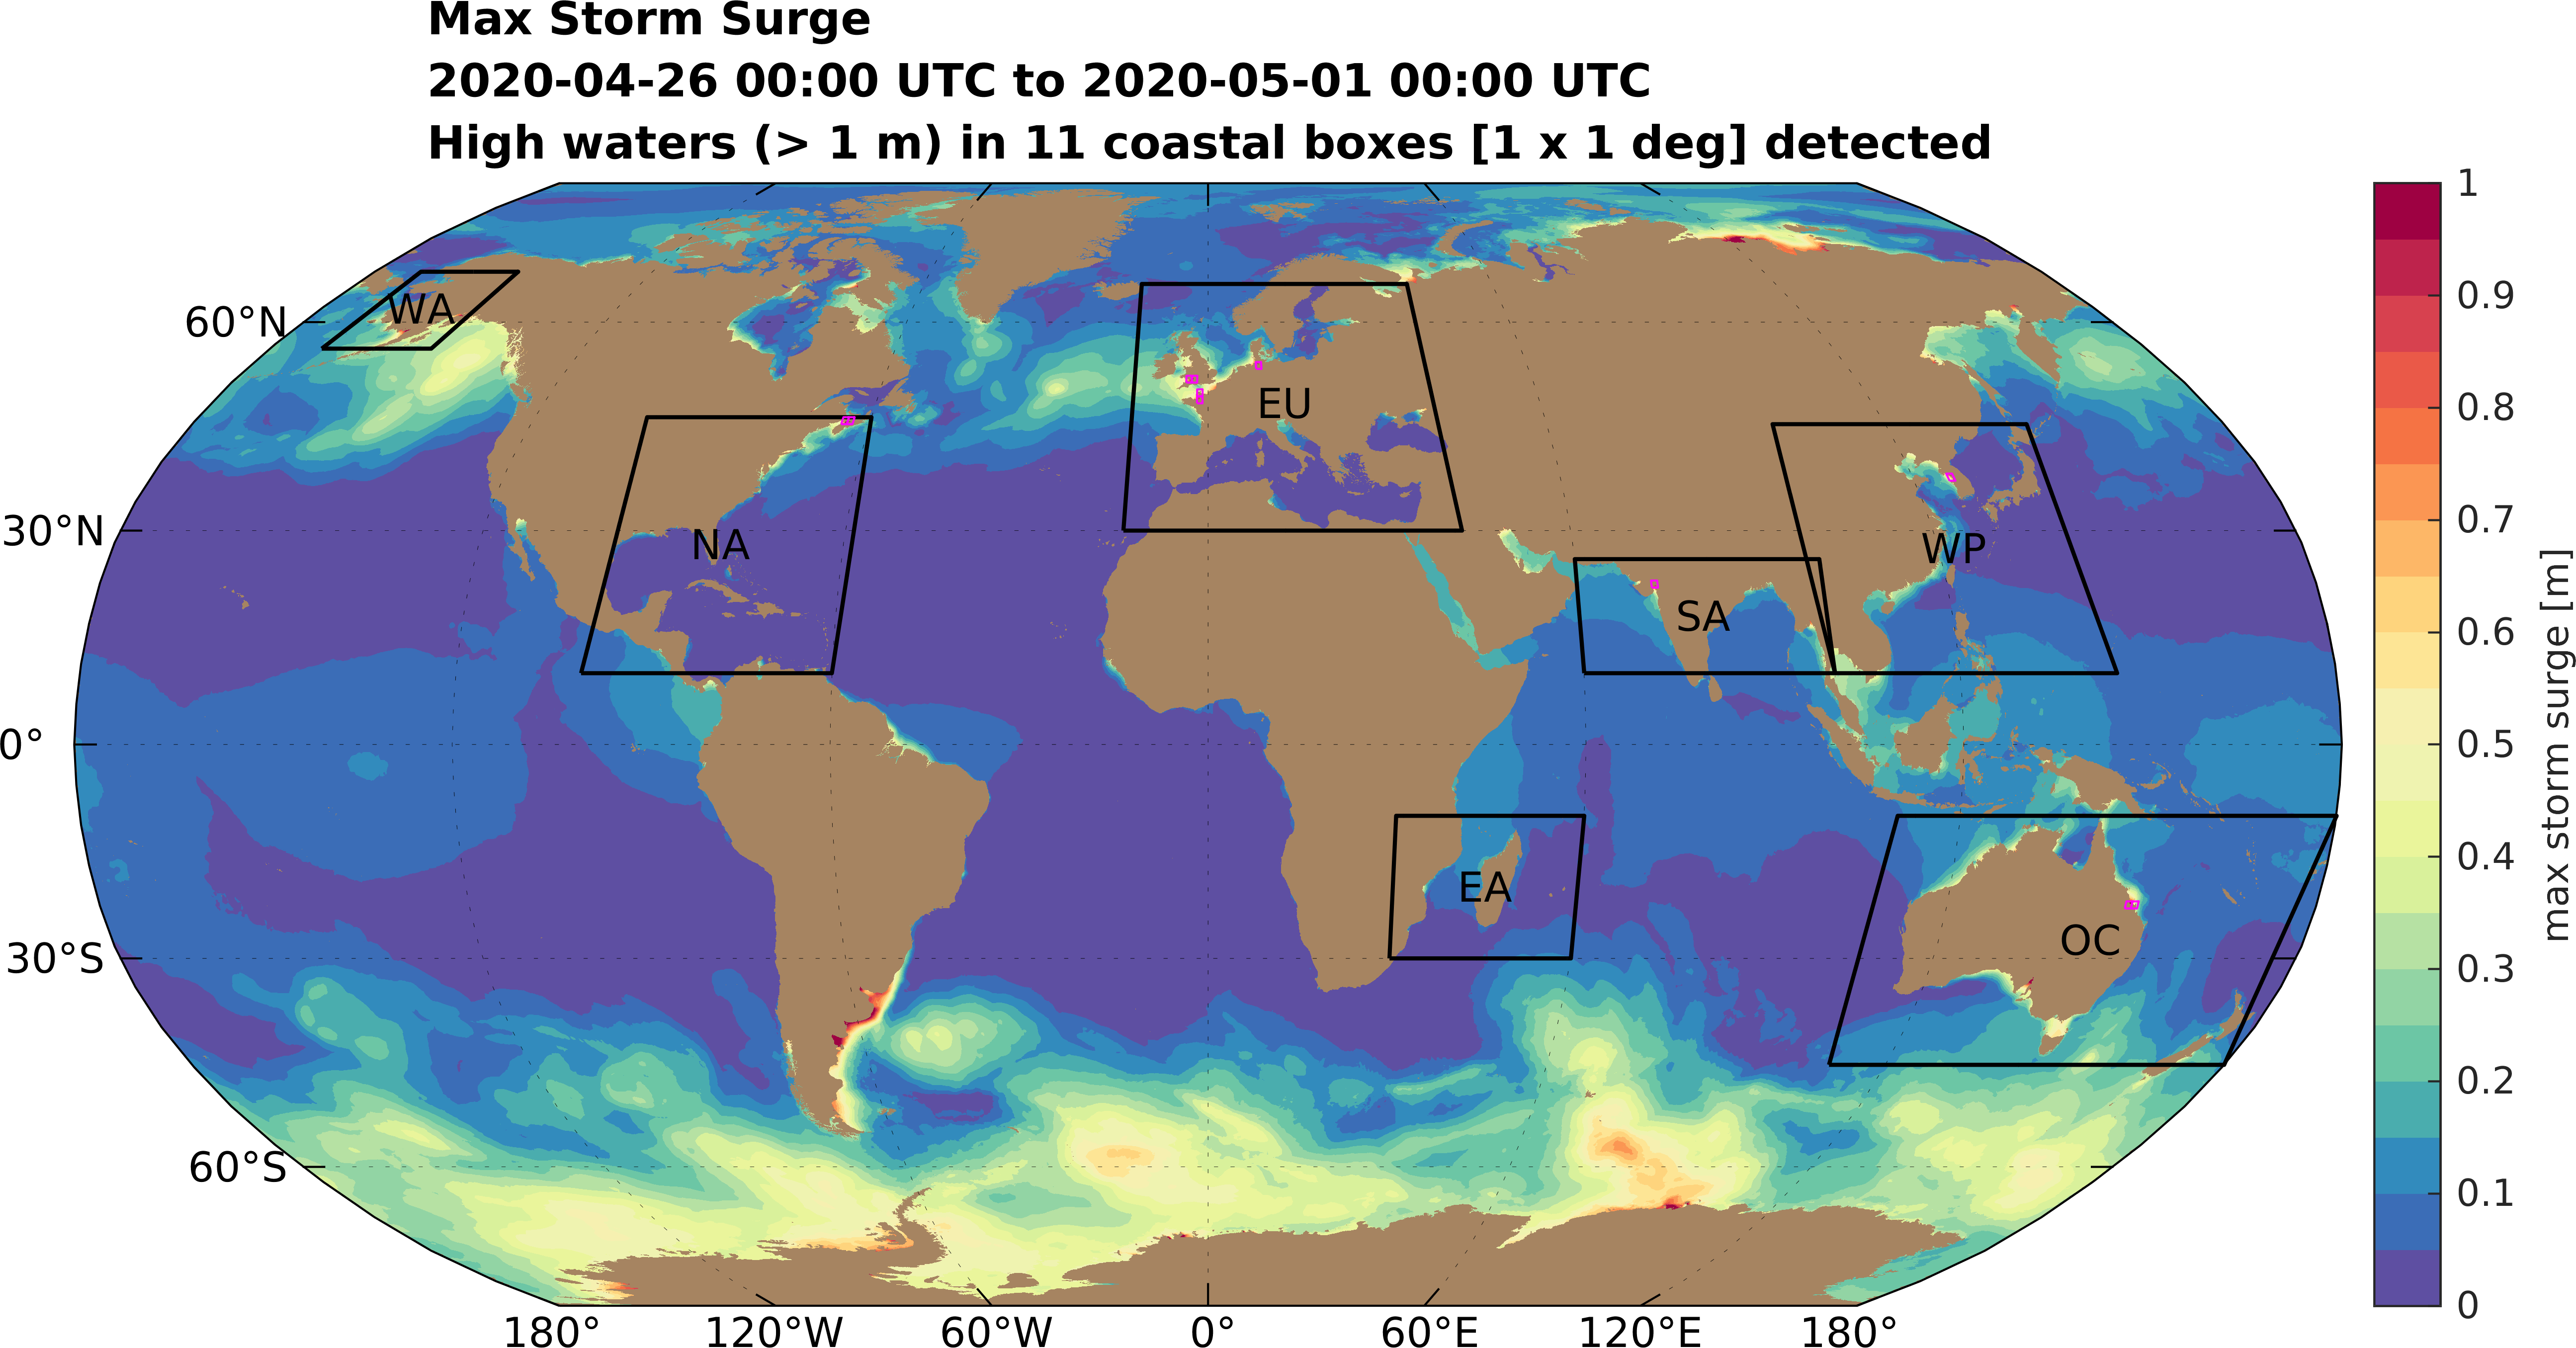 Max Storm Surge
2020-04-26 00:00 UTC to 2020-05-01 00:00 UTC
High waters (> 1 m) in 11 coastal boxes [1 x 1 deg] detected
60°N
30°N
0°
30°S
60°S
180°
120°W
60°W
0°
60°E
120°E
180°
WA
NA
EU
SA
WP
EA
OC
1
0.9
0.8
0.7
0.6
0.5
0.4
0.3
0.2
0.1
0
max storm surge [m]